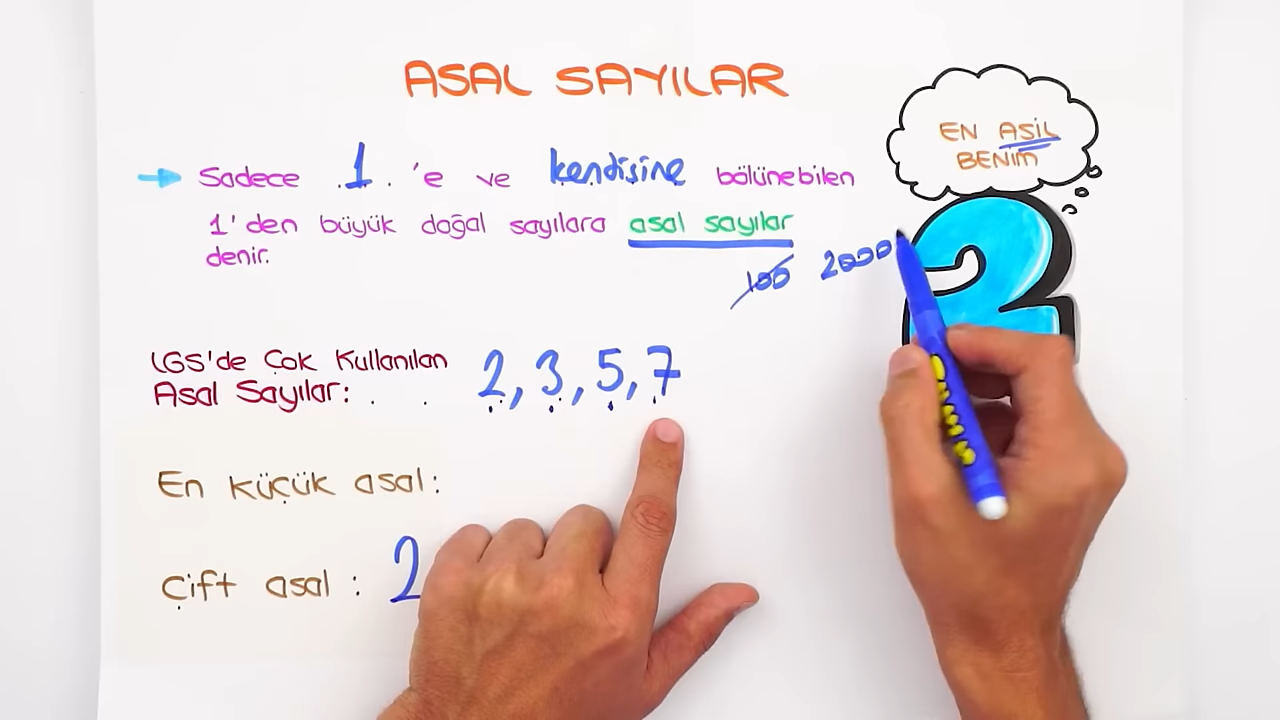 ASAL SAYILAR
EN ASİL
BENİM
Sadece .1. 'e ve kendisine bölünebilen
1'den büyük doğal sayılara asal sayılar
denir.
100 2000
2
LGS'de Çok Kullanılan
Asal Sayılar: . . 2, 3, 5, 7
En küçük asal:
Çift asal : 2